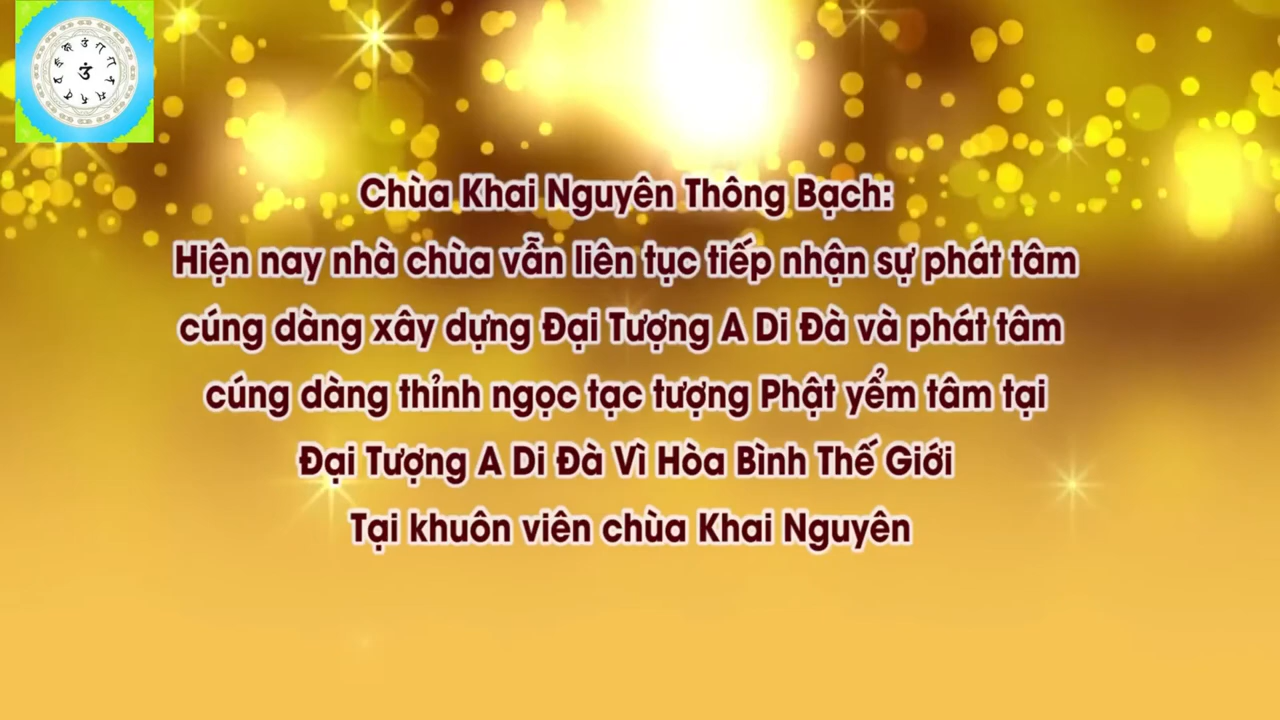 Chùa Khai Nguyên Thông Bạch:
Hiện nay nhà chùa vẫn liên tục tiếp nhận sự phát tâm
cúng dàng xây dựng Đại Tượng A Di Đà và phát tâm
cúng dàng thỉnh ngọc tạc tượng Phật yểm tâm tại
Đại Tượng A Di Đà Vì Hòa Bình Thế Giới
Tại khuôn viên chùa Khai Nguyên